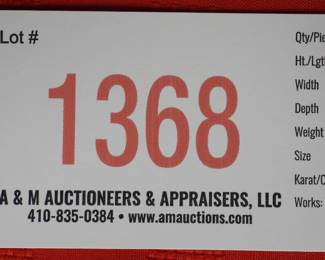 Lot #
1368
A & M AUCTIONEERS & APPRAISERS, LLC
410-835-0384 • www.amauctions.com
Qty/Pie
Ht./Lgt
Width
Depth
Weight
Size
Karat/C
Works: